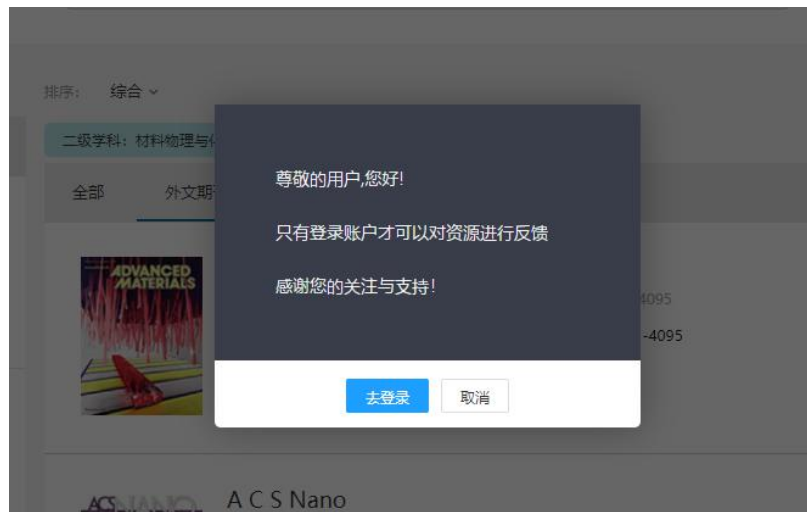 排序： 综合
二级学科：材料物理与
全部 外文期
尊敬的用户,您好!
只有登录账户才可以对资源进行反馈
感谢您的关注与支持!
ADVANCED
MATERIALS
4095
-4095
去登录 取消
ACS NANO
A C S Nano